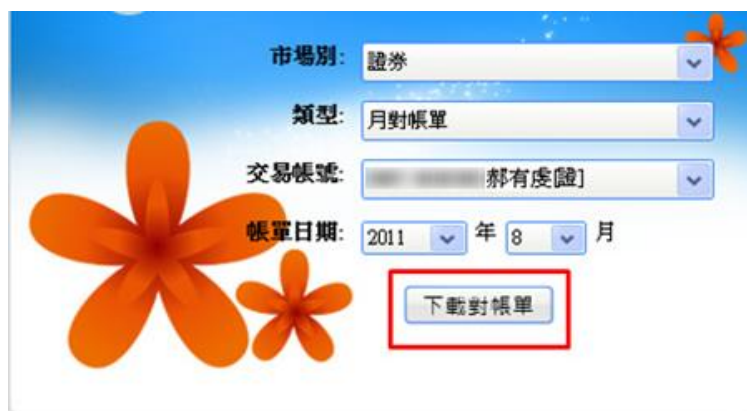 市場別: 證券
類型: 月對帳單
交易帳號: 郝有虔[證]
帳單日期: 2011 年 8 月
下載對帳單